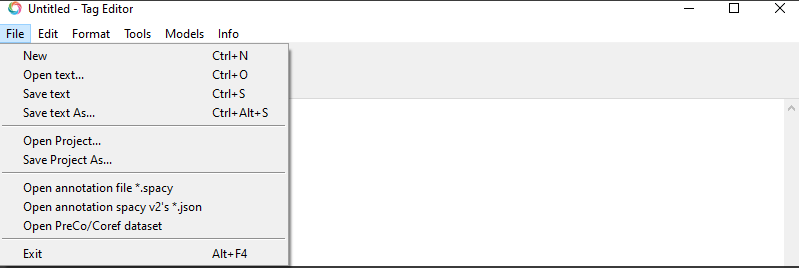 Untitled - Tag Editor
File Edit Format Tools Models Info
New Ctrl+N
Open text... Ctrl+O
Save text Ctrl+S
Save text As... Ctrl+Alt+S
Open Project...
Save Project As...
Open annotation file *.spacy
Open annotation spacy v2's *.json
Open PreCo/Coref dataset
Exit Alt+F4